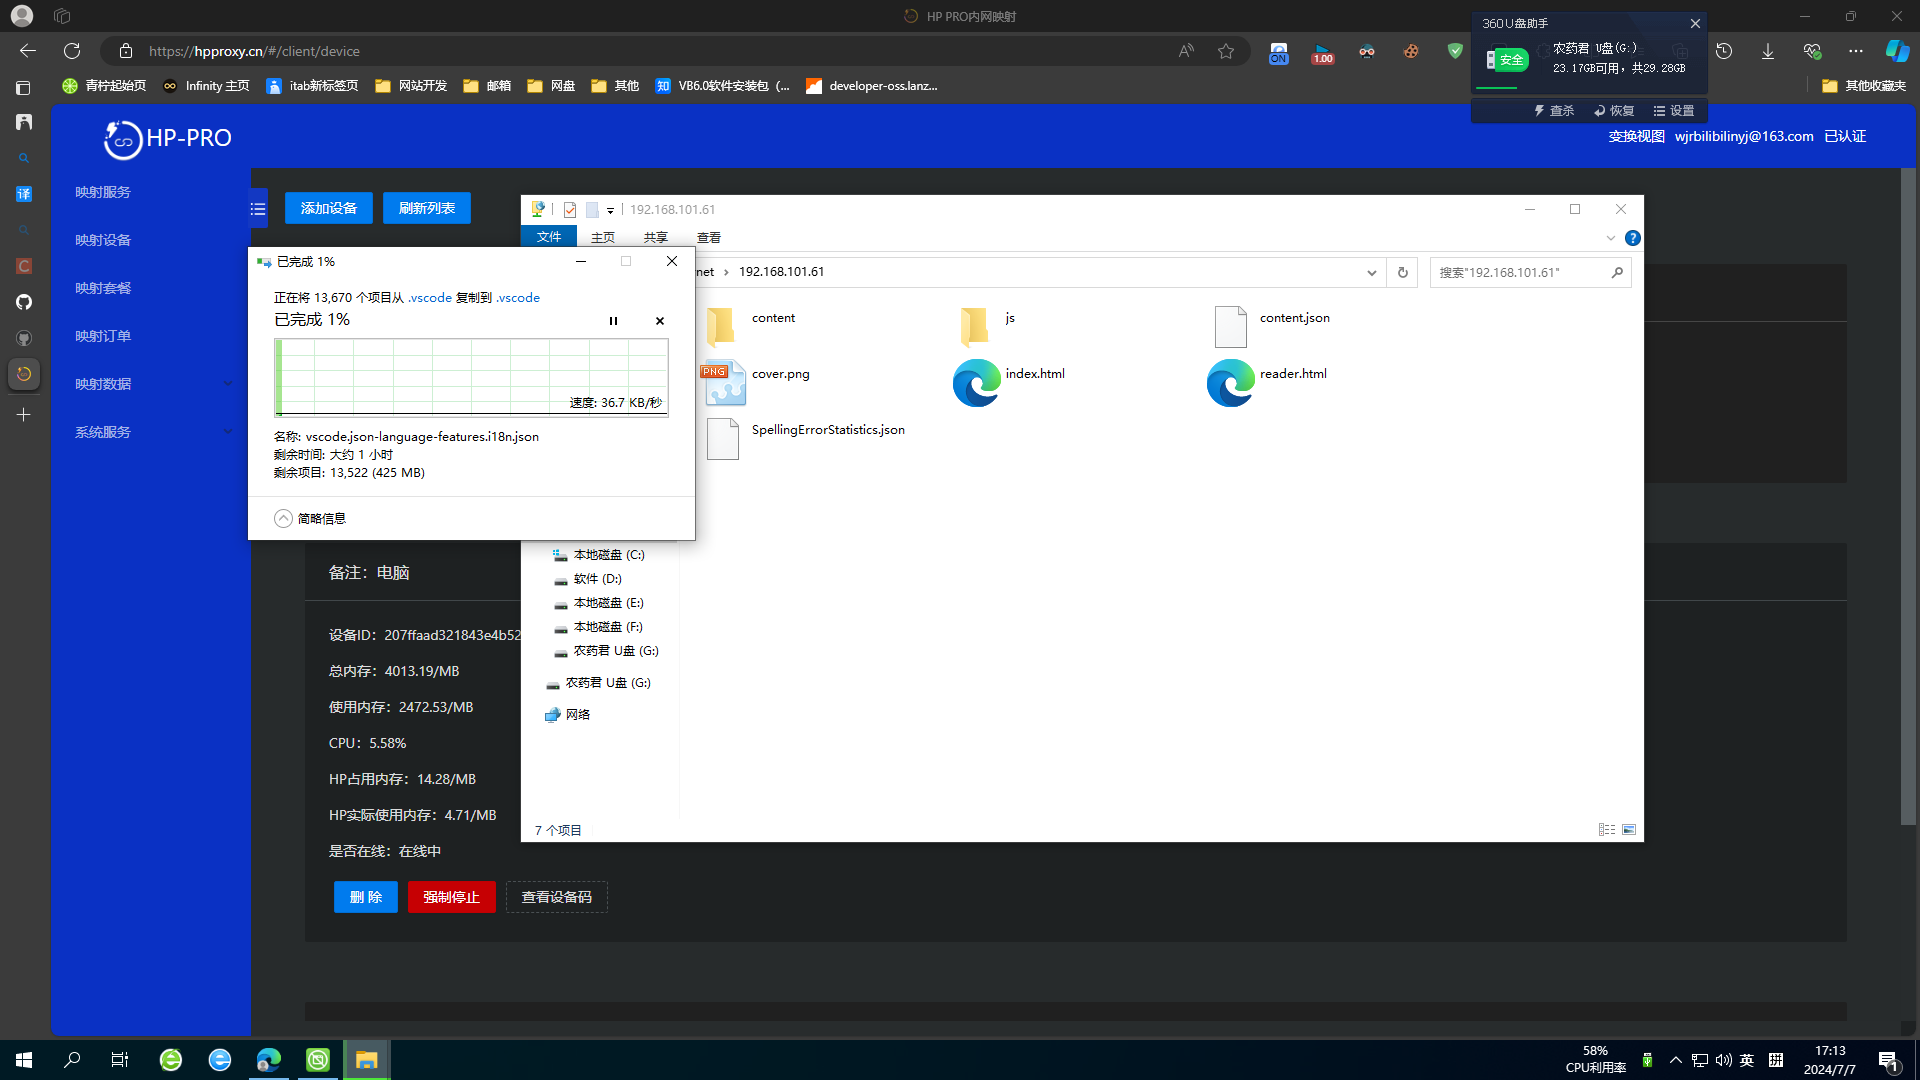 HP PRO内网映射
https://hpproxy.cn/#/client/device
ON
1.00
青柠起始页
Infinity 主页
itab新标签页
网站开发
邮箱
网盘
其他
VB6.0软件安装包（...
developer-oss.lanz...
其他收藏夹
360U盘助手
安全
农药君 U盘(G:)
23.17GB可用，共29.28GB
查杀
恢复
设置
HP-PRO
变换视图
wjrbilibilinyj@163.com
已认证
映射服务
映射设备
映射套餐
映射订单
映射数据
系统服务
添加设备
刷新列表
192.168.101.61
文件
主页
共享
查看
net › 192.168.101.61
搜索"192.168.101.61"
content
js
content.json
PNG
cover.png
index.html
reader.html
SpellingErrorStatistics.json
已完成 1%
正在将 13,670 个项目从 .vscode 复制到 .vscode
已完成 1%
速度: 36.7 KB/秒
名称: vscode.json-language-features.i18n.json
剩余时间: 大约 1 小时
剩余项目: 13,522 (425 MB)
简略信息
本地磁盘 (C:)
软件 (D:)
本地磁盘 (E:)
本地磁盘 (F:)
农药君 U盘 (G:)
农药君 U盘 (G:)
网络
7 个项目
备注：电脑
设备ID：207ffaad321843e4b52
总内存：4013.19/MB
使用内存：2472.53/MB
CPU：5.58%
HP占用内存：14.28/MB
HP实际使用内存：4.71/MB
是否在线：在线中
删 除
强制停止
查看设备码
58%
CPU利用率
英
拼
17:13
2024/7/7
1